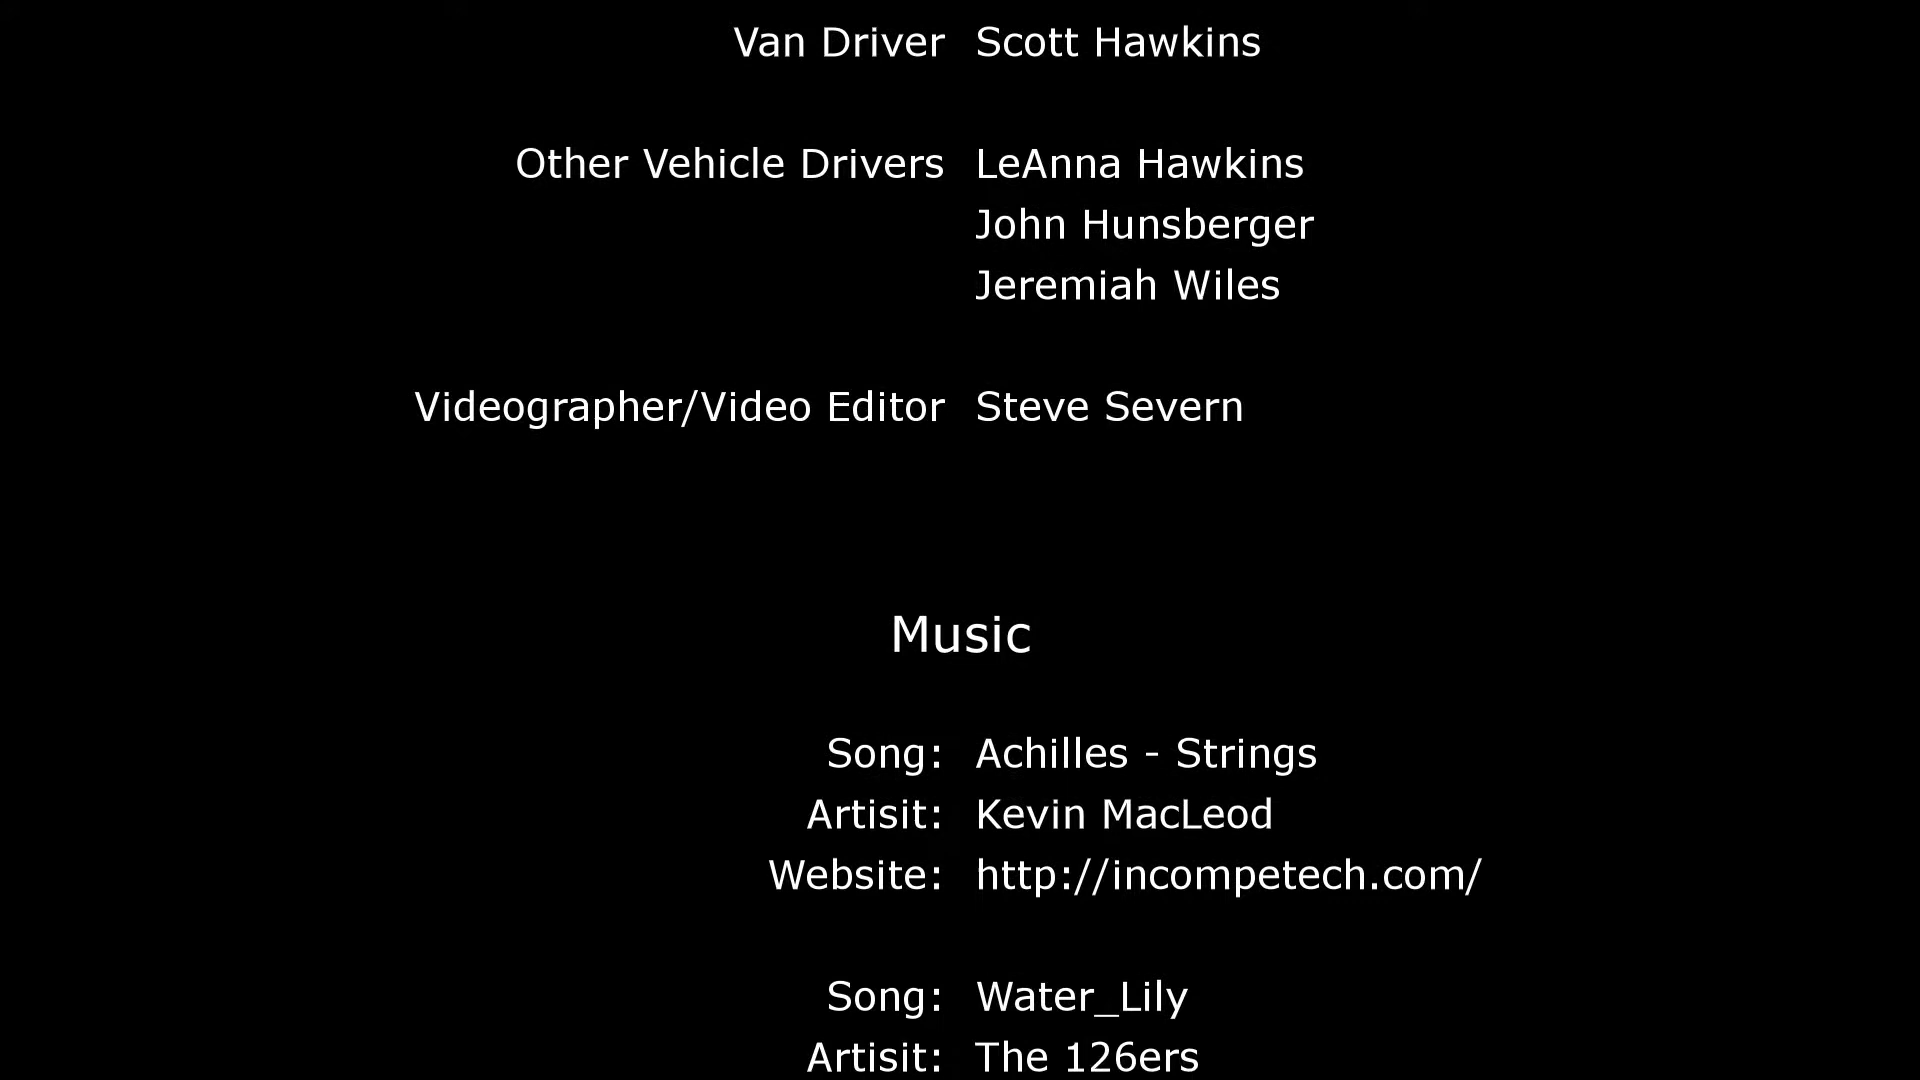 Van Driver Scott Hawkins
Other Vehicle Drivers LeAnna Hawkins
John Hunsberger
Jeremiah Wiles
Videographer/Video Editor Steve Severn
Music
Song: Achilles - Strings
Artisit: Kevin MacLeod
Website: http://incompetech.com/
Song: Water_Lily
Artisit: The 126ers